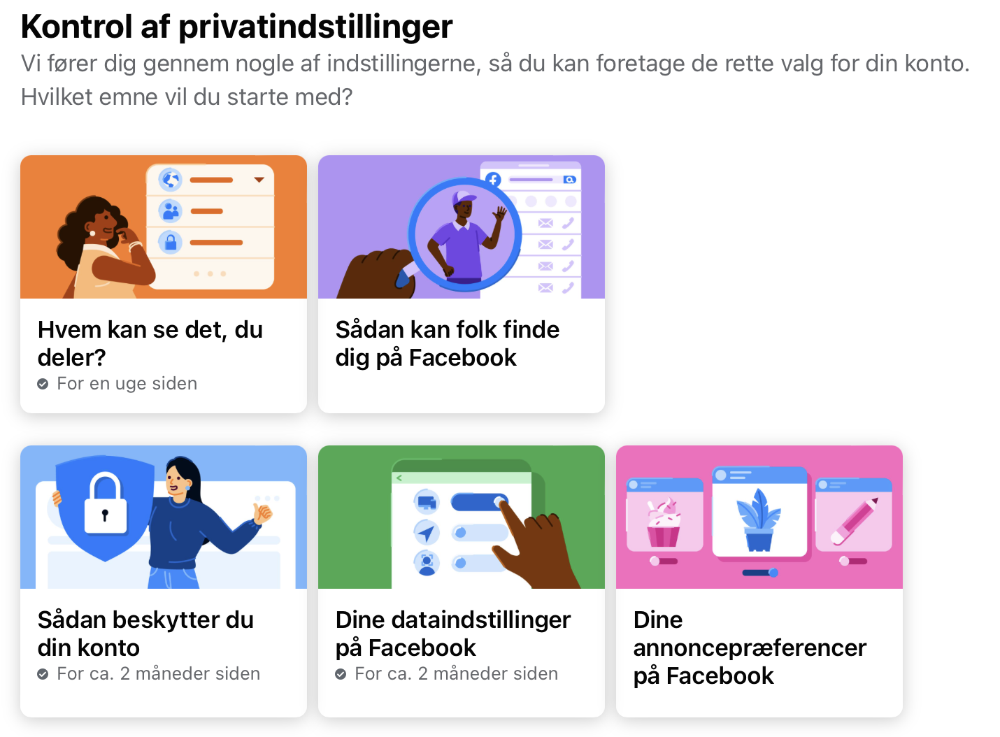 Kontrol af privatindstillinger
Vi fører dig gennem nogle af indstillingerne, så du kan foretage de rette valg for din konto.
Hvilket emne vil du starte med?
Hvem kan se det, du
deler?
For en uge siden
Sådan kan folk finde
dig på Facebook
Sådan beskytter du
din konto
For ca. 2 måneder siden
Dine dataindstillinger
på Facebook
For ca. 2 måneder siden
Dine
annoncepræferencer
på Facebook